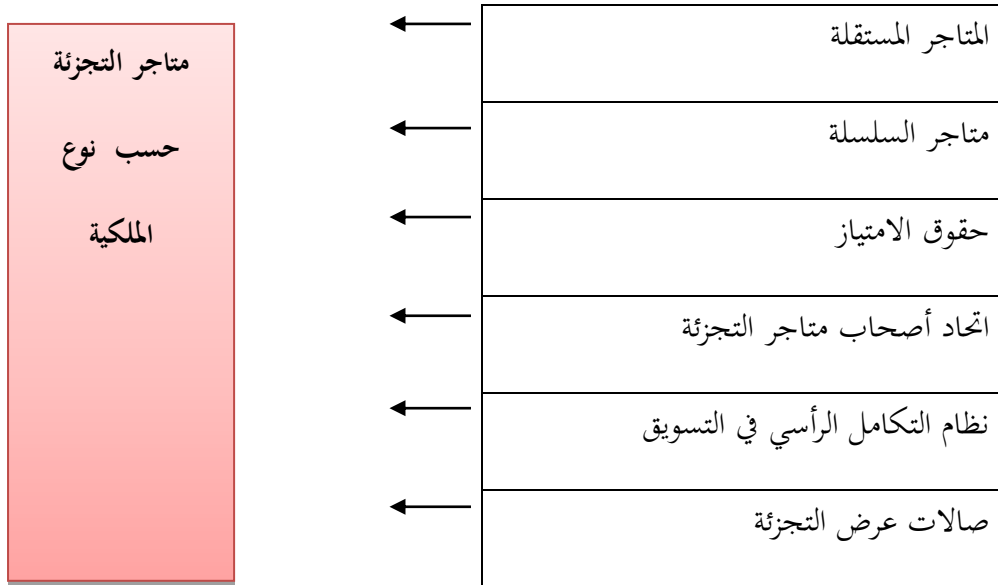 المتاجر المستقلة
متاجر السلسلة
حقوق الامتياز
اتحاد أصحاب متاجر التجزئة
نظام التكامل الرأسي في التسويق
صالات عرض التجزئة
متاجر التجزئة
حسب نوع
الملكية